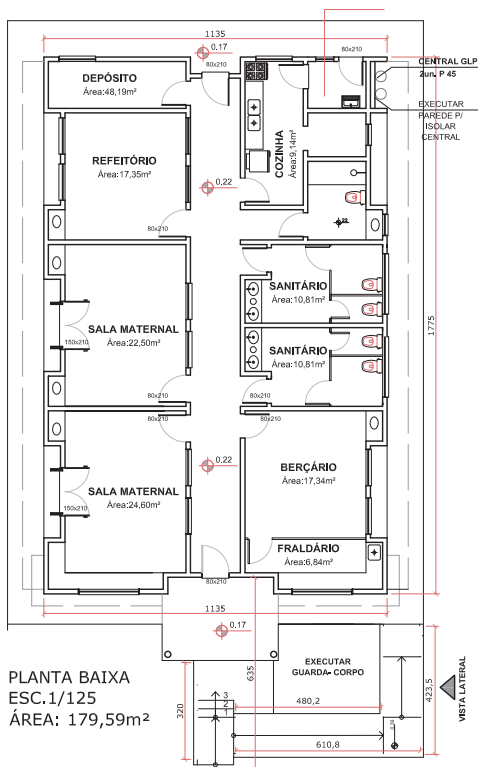 1135
0.17
80x210
80x210
DEPÓSITO
Área:48,19m²
CENTRAL GLP
2un. P 45
EXECUTAR
PAREDE P/
ISOLAR
CENTRAL
REFEITÓRIO
Área:17,35m²
COZINHA
Área:9,14m²
0.22
80x210
SANITÁRIO
Área:10,81m²
SALA MATERNAL
Área:22,50m²
150x210
1775
SANITÁRIO
Área:10,81m²
80x210
80x210
80x210
0.22
BERÇÁRIO
Área:17,34m²
SALA MATERNAL
Área:24,60m²
150x210
FRALDÁRIO
Área:6,84m²
80x210
1135
0.17
635
EXECUTAR
GUARDA- CORPO
PLANTA BAIXA
ESC.1/125
ÁREA: 179,59m²
320
3
2
1
480,2
610,8
423,5
VISTA LATERAL